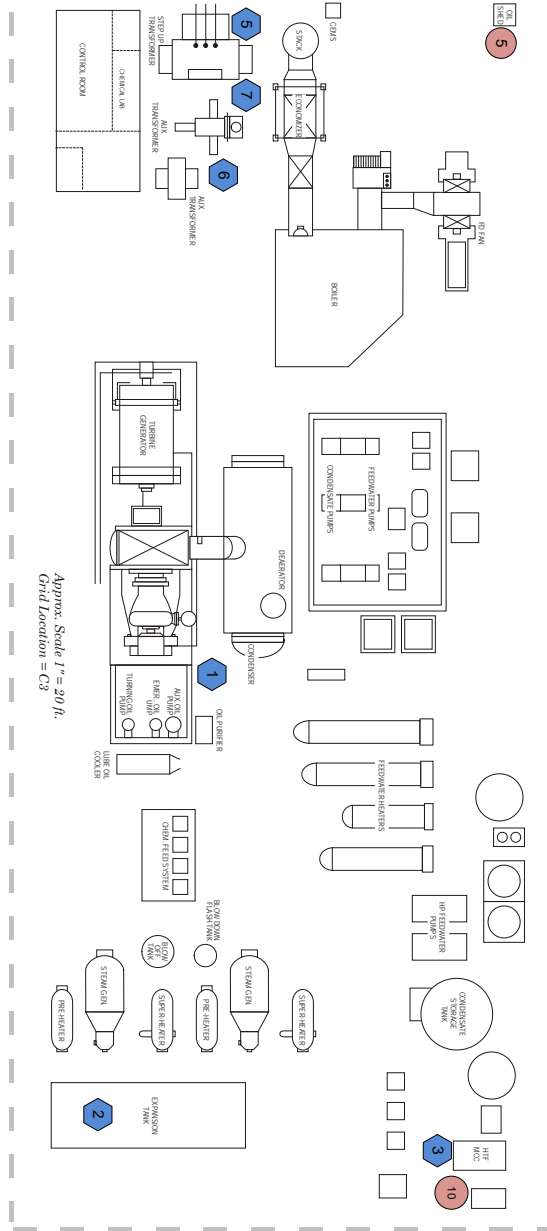 OIL
SHED
5
CEMS
STACK
ECONOMIZER
STEP UP
TRANSFORMER
5
7
CONTROL ROOM
CHEMICAL LAB
AUX
TRANSFORMER
6
AUX
TRANSFORMER
FD FAN
BOILER
TURBINE
GENERATOR
FEEDWATER PUMPS
CONDENSATE PUMPS
DEAERATOR
CONDENSER
Approx. Scale 1" = 20 ft.
Grid Location = C3
1
AUX. OIL
PUMP
EMER. OIL
UMP
TURNING OIL
PUMP
OIL PURIFIER
LUBE OIL
COOLER
FEEDWATER HEATERS
CHEM. FEED SYSTEM
HP FEEDWATER
PUMPS
BLOW DOWN
FLASH TANK
BLOW
OFF
TANK
CONDENSATE
STORAGE
TANK
PRE-HEATER
STEAM GEN
SUPER-HEATER
PRE-HEATER
STEAM GEN
SUPER-HEATER
EXPANSION
TANK
2
HTF
MCC
3
10